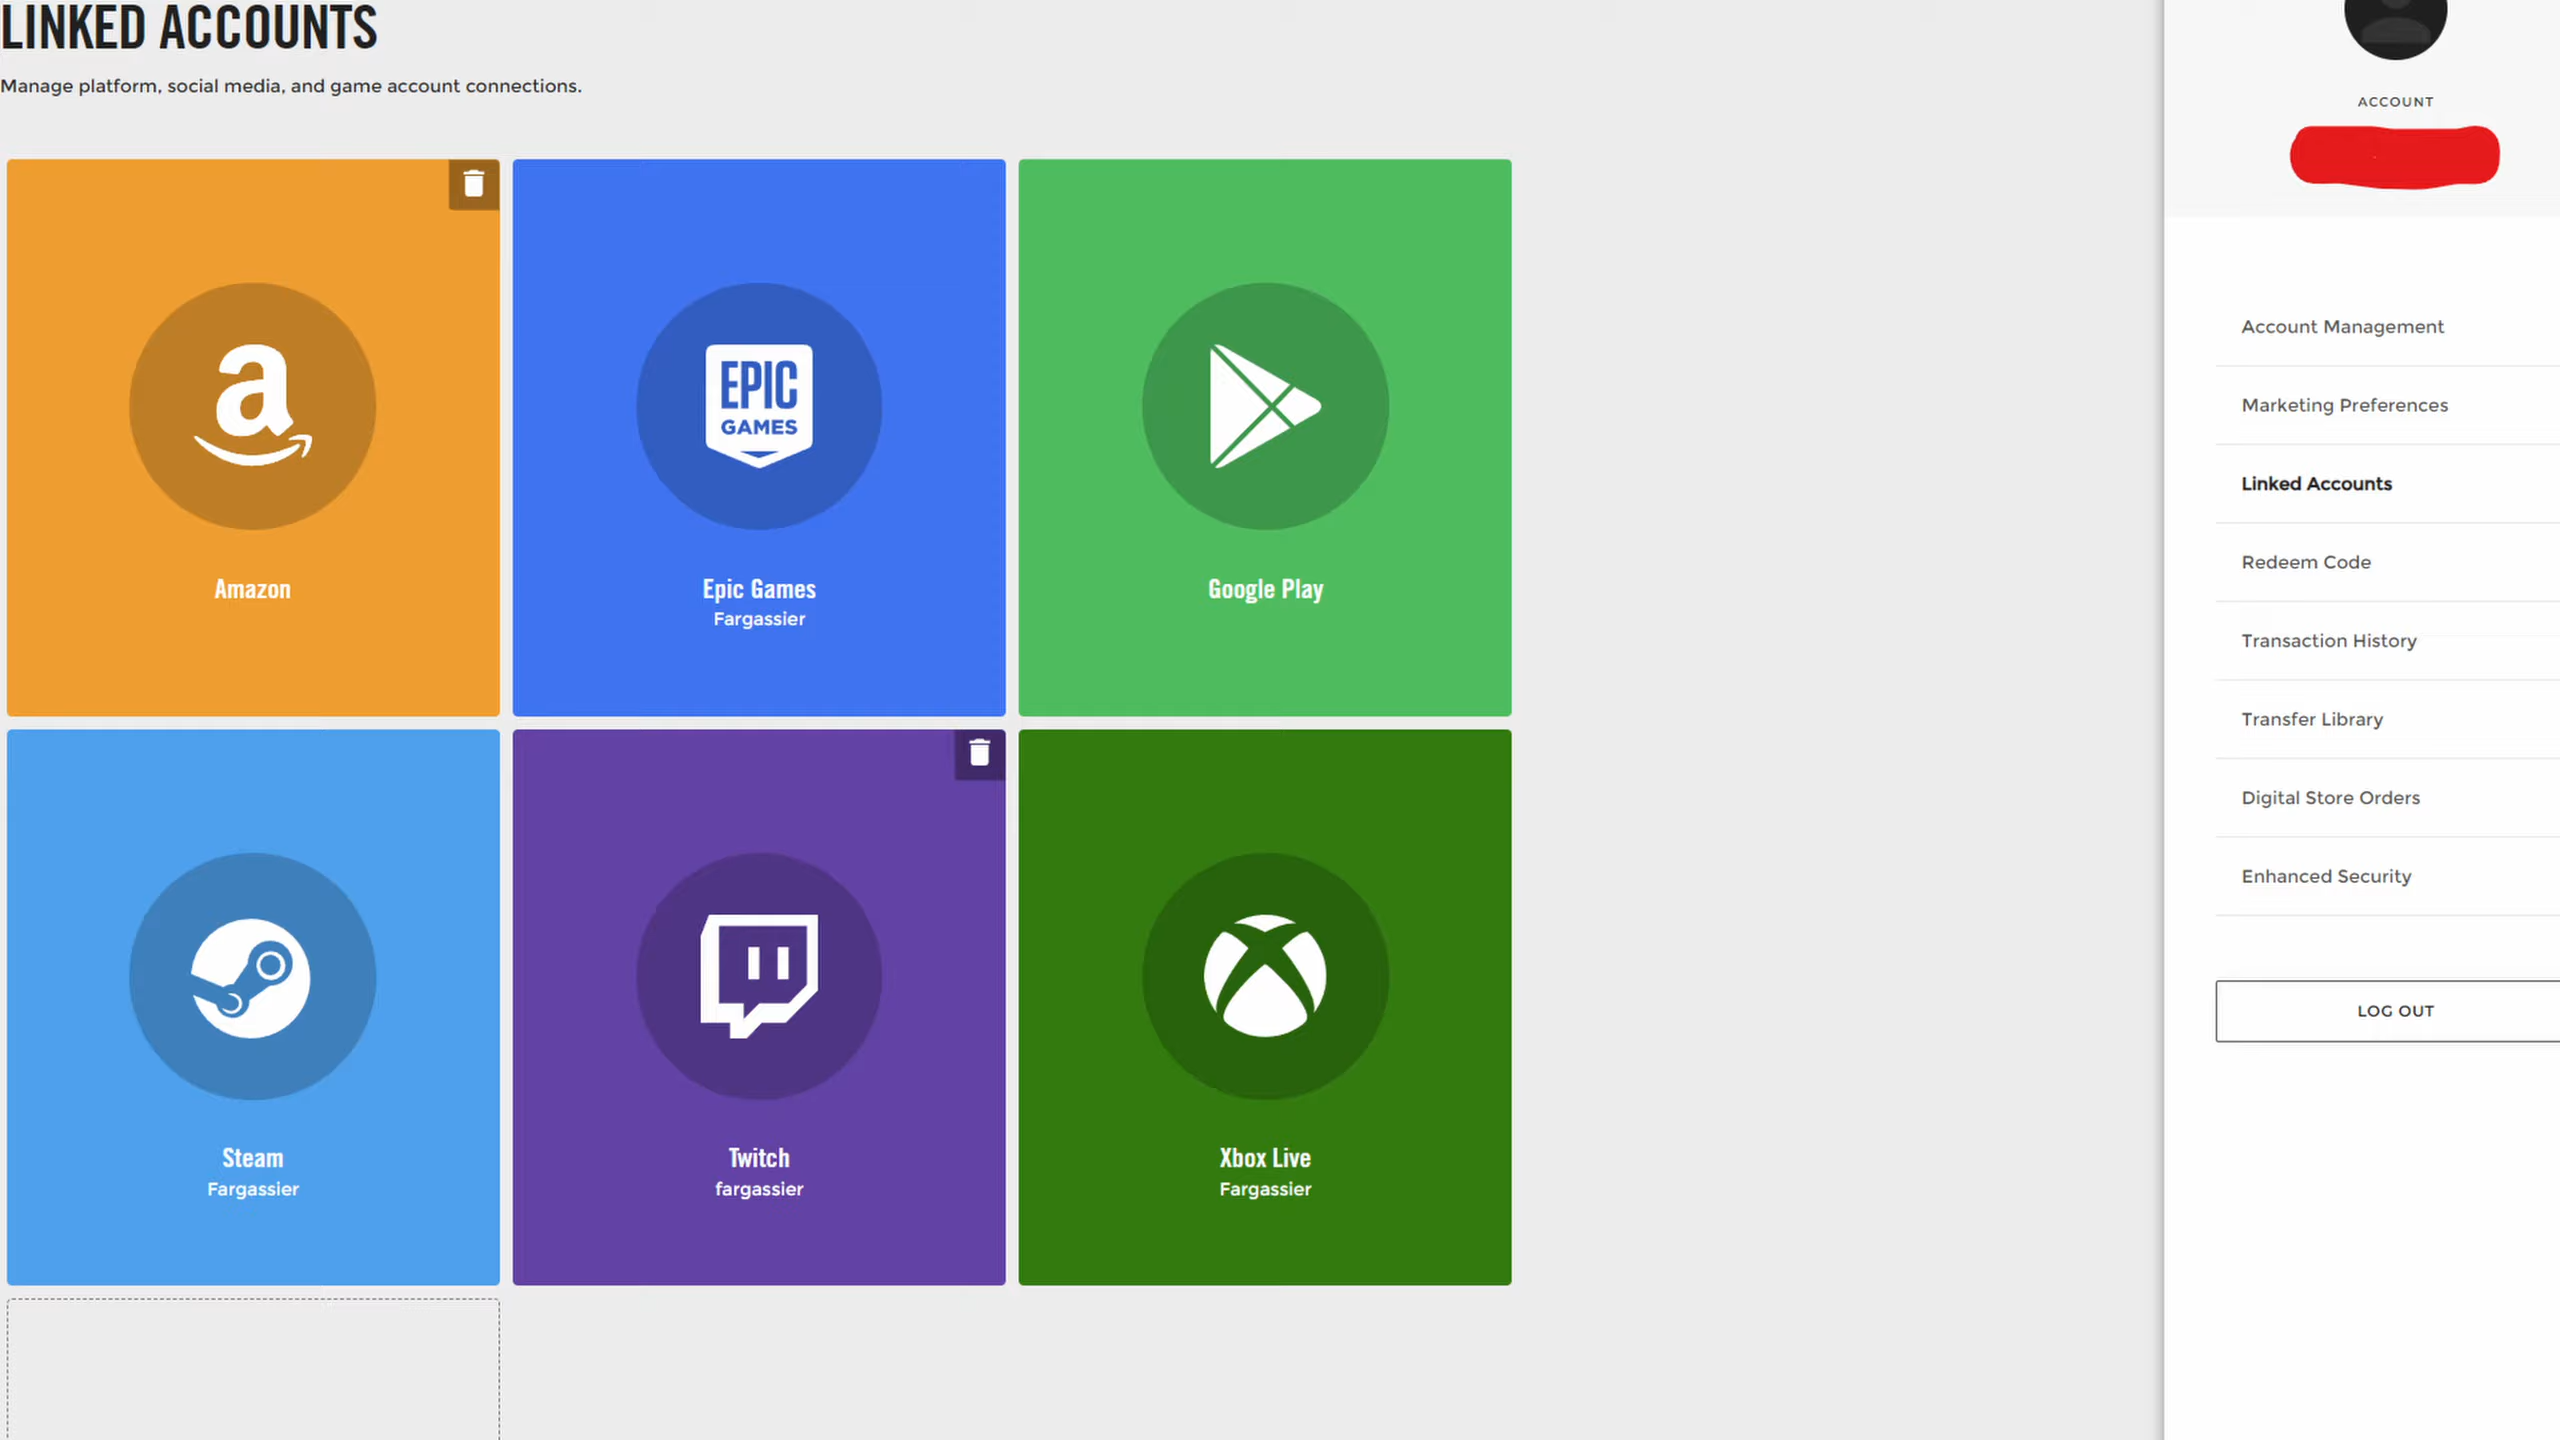 LINKED ACCOUNTS
Manage platform, social media, and game account connections.
a
Amazon
EPIC
GAMES
Epic Games
Fargassier
Google Play
Steam
Fargassier
Twitch
fargassier
Xbox Live
Fargassier
ACCOUNT
Account Management
Marketing Preferences
Linked Accounts
Redeem Code
Transaction History
Transfer Library
Digital Store Orders
Enhanced Security
LOG OUT